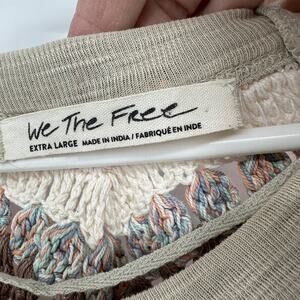 We The Free
EXTRA LARGE MADE IN INDIA / FABRIQUÉ EN INDE